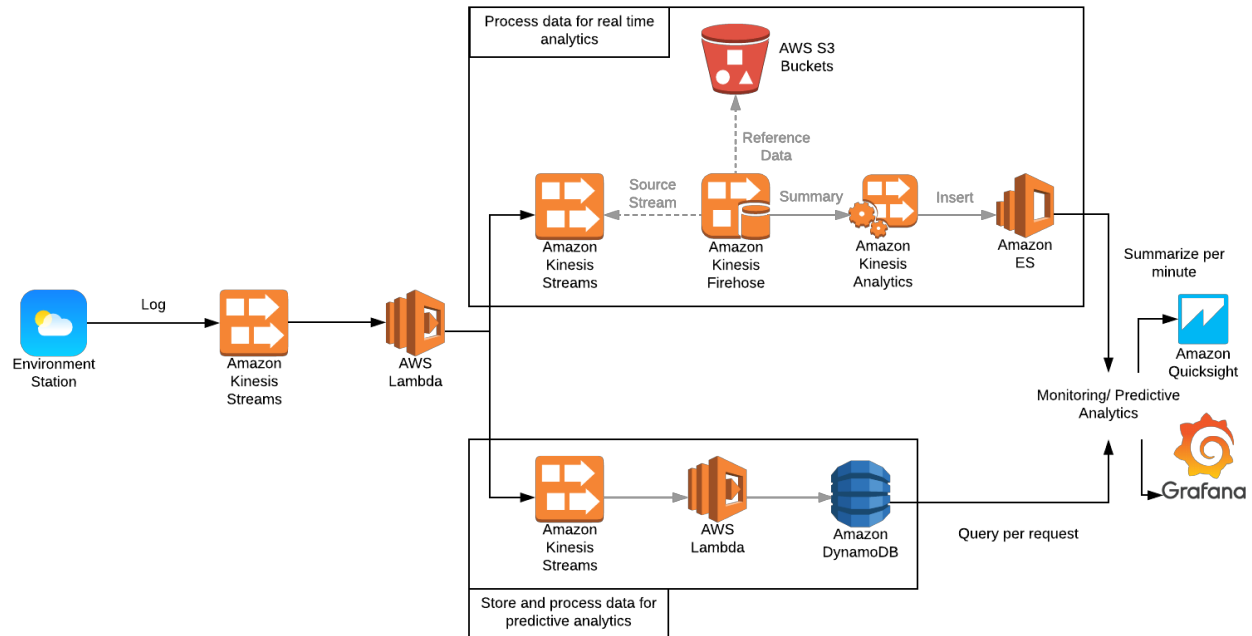 Process data for real time
analytics
AWS S3
Buckets
Reference
Data
Source
Stream
Summary
Insert
Amazon
Kinesis
Streams
Amazon
Kinesis
Firehose
Amazon
Kinesis
Analytics
Amazon
ES
Summarize per
minute
Log
Environment
Station
Amazon
Kinesis
Streams
AWS
Lambda
Amazon
Quicksight
Monitoring/ Predictive
Analytics
Grafana
Amazon
Kinesis
Streams
AWS
Lambda
Amazon
DynamoDB
Query per request
Store and process data for
predictive analytics